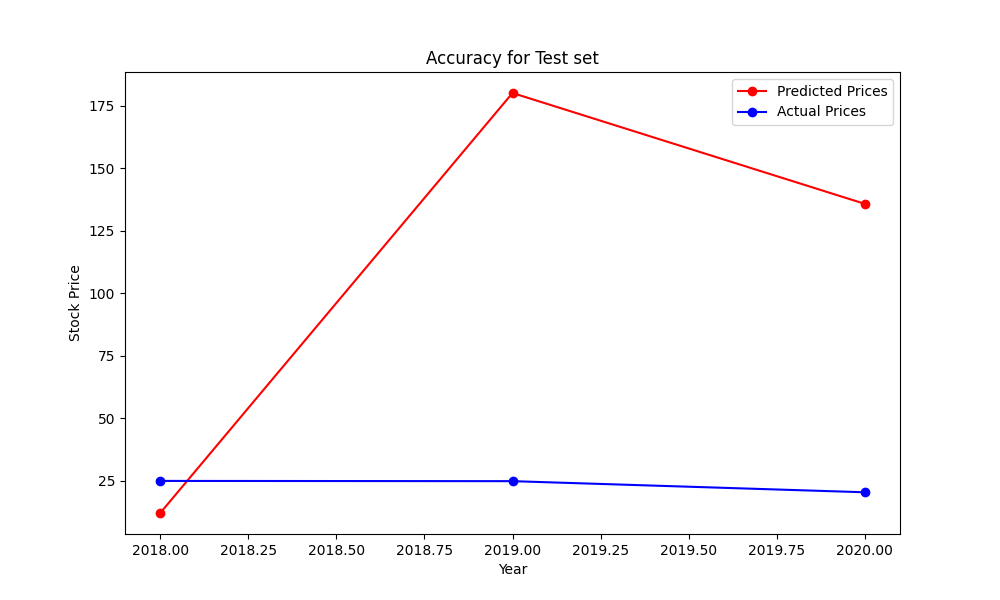 Accuracy for Test set
Predicted Prices
Actual Prices
175
150
125
100
75
50
25
Stock Price
2018.00 2018.25 2018.50 2018.75 2019.00 2019.25 2019.50 2019.75 2020.00
Year